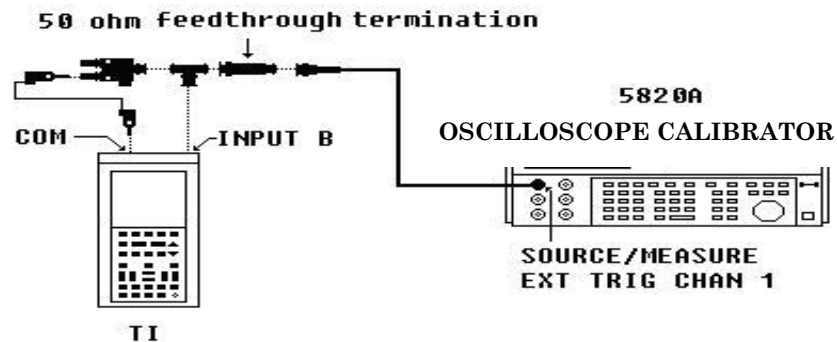 50 ohm feedthrough termination
5820A
OSCILLOSCOPE CALIBRATOR
COM
INPUT B
SOURCE/MEASURE
EXT TRIG CHAN 1
TI